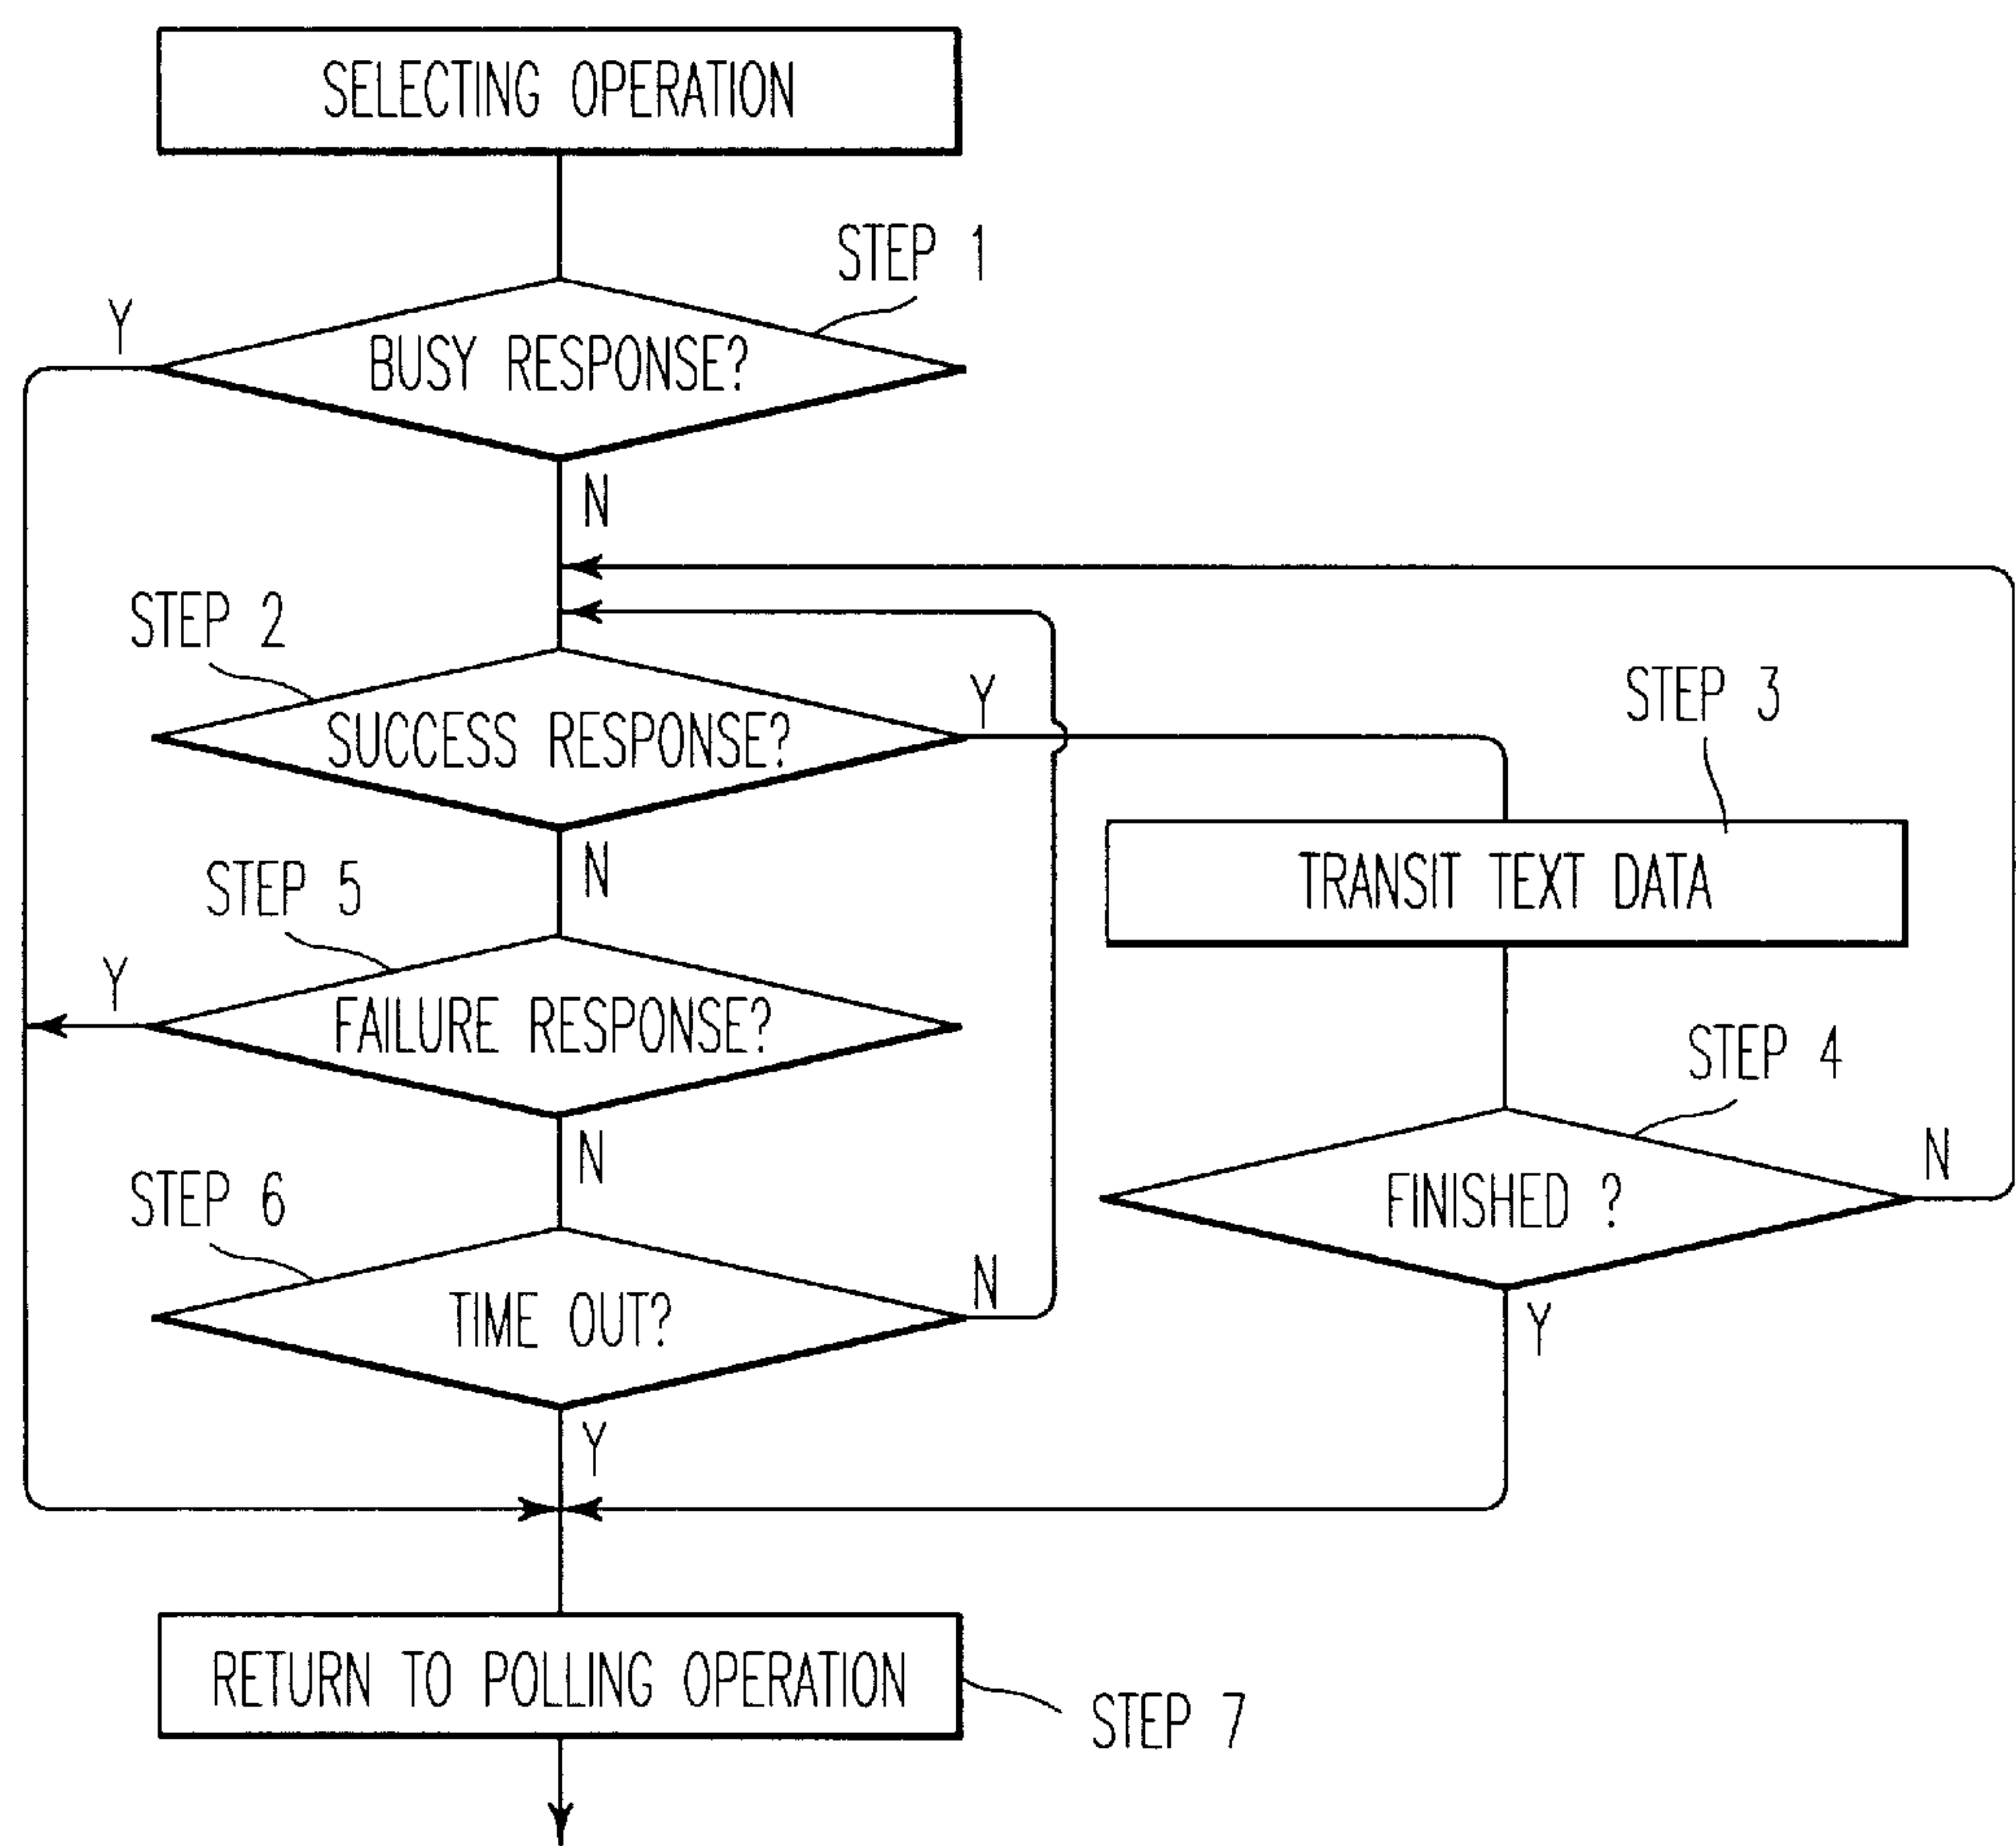 SELECTING OPERATION
STEP 1
Y
BUSY RESPONSE?
N
STEP 2
SUCCESS RESPONSE?
Y
STEP 3
N
TRANSIT TEXT DATA
STEP 5
Y
FAILURE RESPONSE?
N
STEP 4
FINISHED ?
N
Y
STEP 6
TIME OUT?
N
Y
RETURN TO POLLING OPERATION
STEP 7